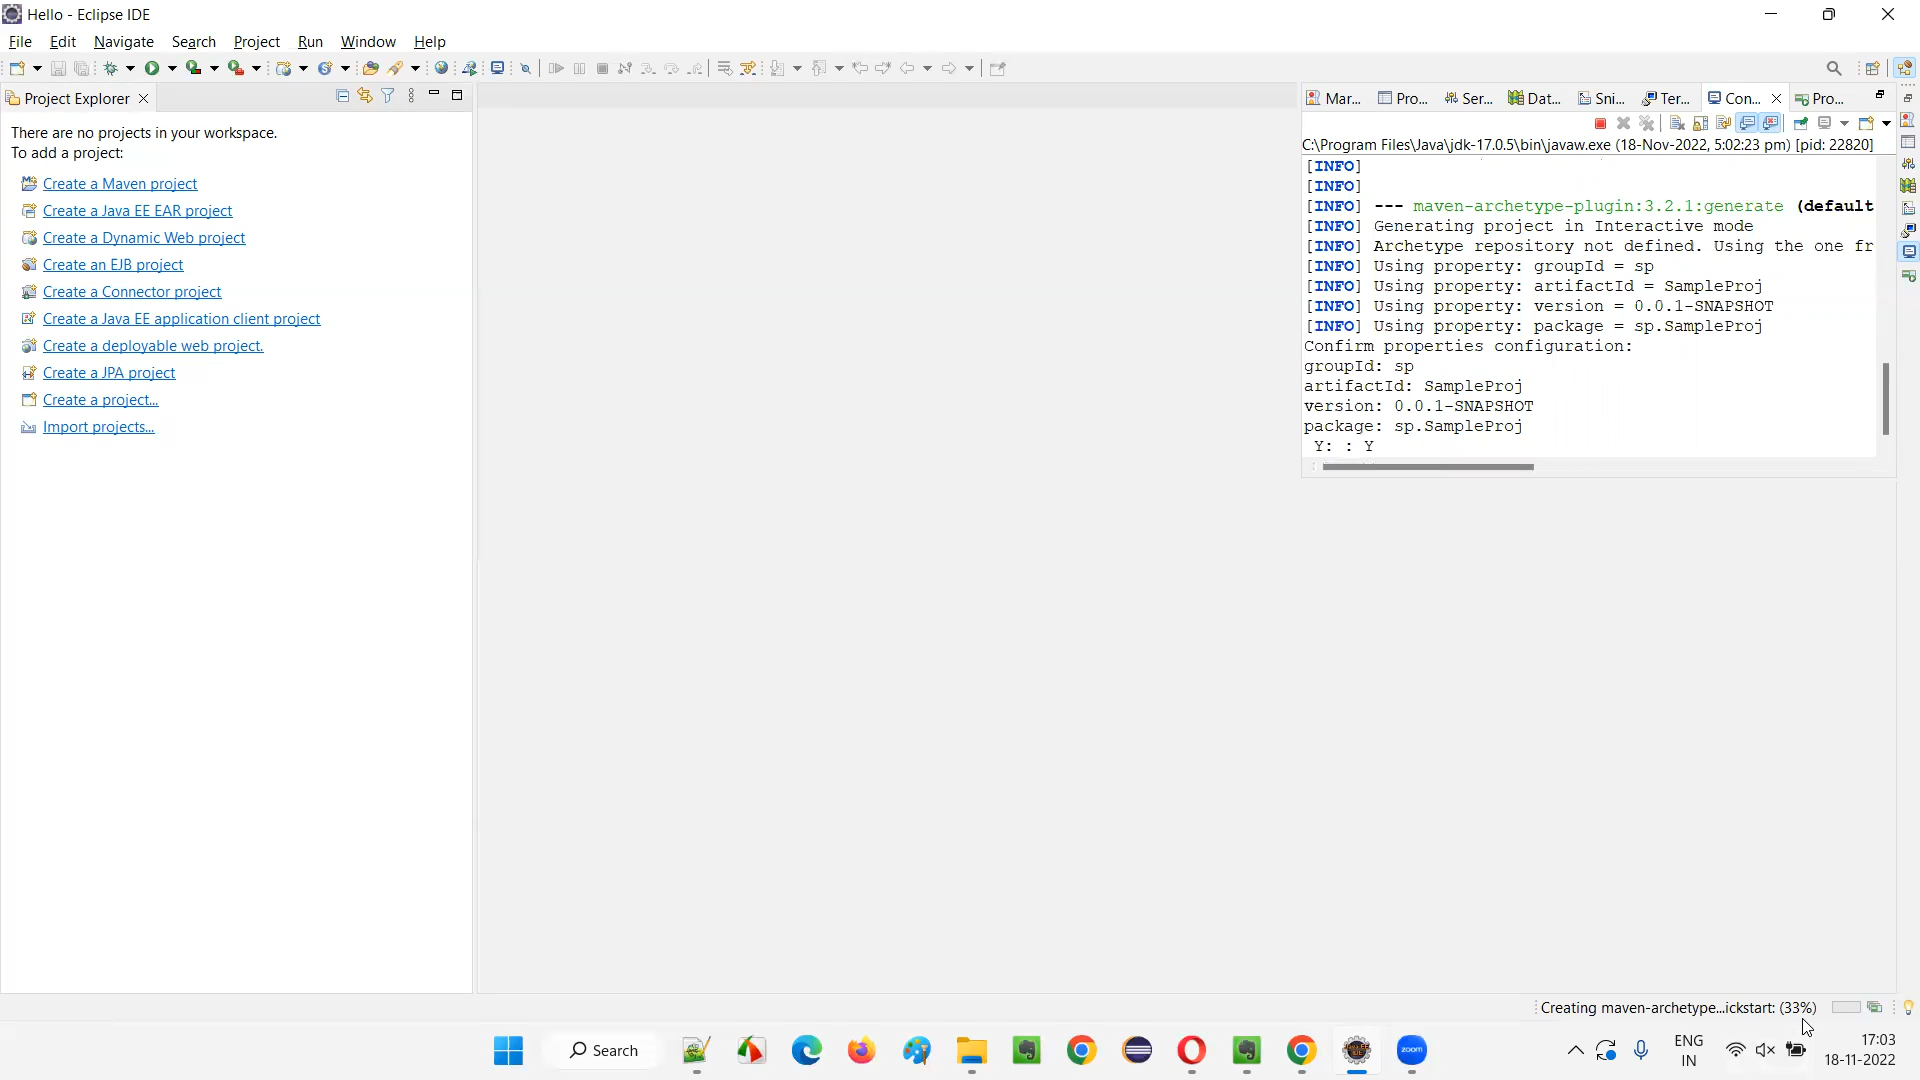 Hello - Eclipse IDE
File Edit Navigate Search Project Run Window Help
Project Explorer
There are no projects in your workspace.
To add a project:
Create a Maven project
Create a Java EE EAR project
Create a Dynamic Web project
Create an EJB project
Create a Connector project
Create a Java EE application client project
Create a deployable web project.
Create a JPA project
Create a project...
Import projects...
Mar... Pro... Ser... Dat... Sni... Ter... Con... Pro...
C:\Program Files\Java\jdk-17.0.5\bin\javaw.exe (18-Nov-2022, 5:02:23 pm) [pid: 22820]
[INFO]
[INFO]
[INFO] --- maven-archetype-plugin:3.2.1:generate (default
[INFO] Generating project in Interactive mode
[INFO] Archetype repository not defined. Using the one fr
[INFO] Using property: groupId = sp
[INFO] Using property: artifactId = SampleProj
[INFO] Using property: version = 0.0.1-SNAPSHOT
[INFO] Using property: package = sp.SampleProj
Confirm properties configuration:
groupId: sp
artifactId: SampleProj
version: 0.0.1-SNAPSHOT
package: sp.SampleProj
Y: : Y
Creating maven-archetype...ickstart: (33%)
Search
zoom
ENG
IN
17:03
18-11-2022